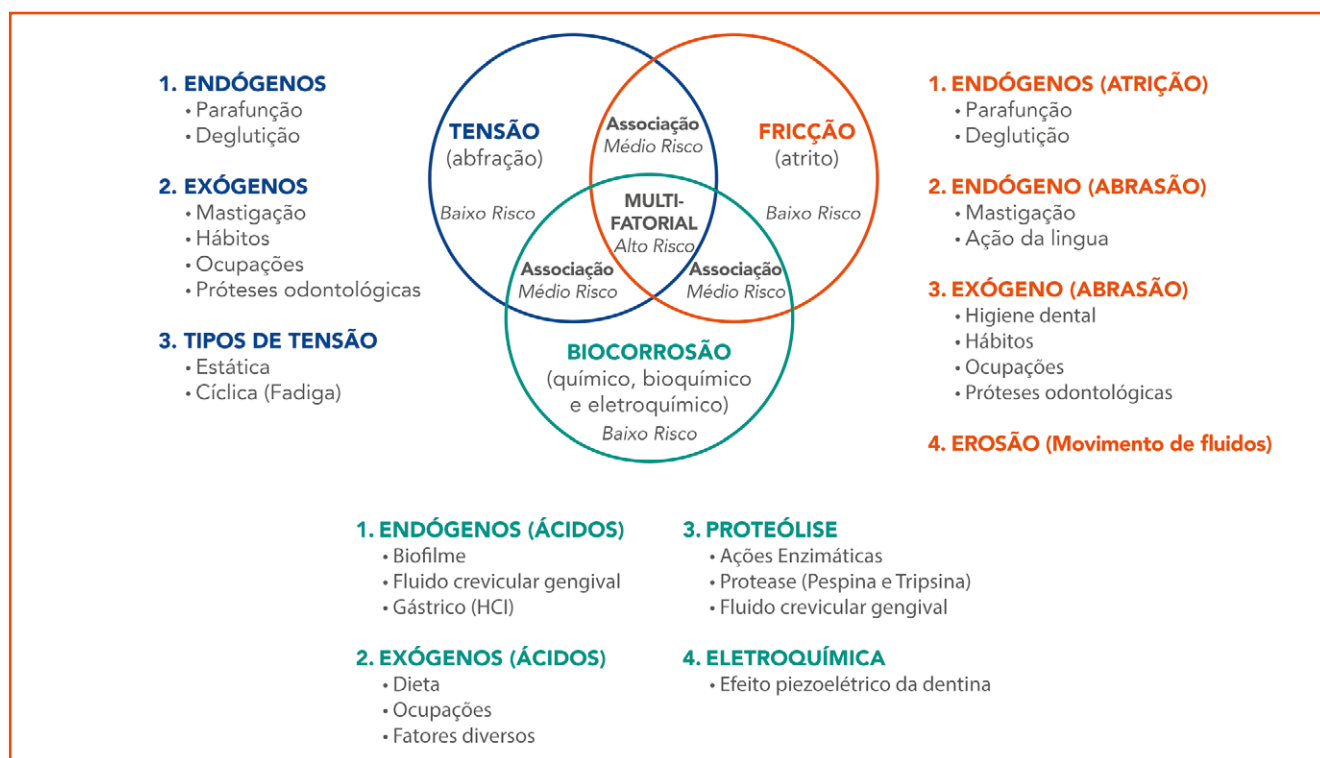 1. ENDÓGENOS
• Parafunção
• Deglutição
2. EXÓGENOS
• Mastigação
• Hábitos
• Ocupações
• Próteses odontológicas
3. TIPOS DE TENSÃO
• Estática
• Cíclica (Fadiga)
TENSÃO
(abfração)
Baixo Risco
Associação
Médio Risco
FRICÇÃO
(atrito)
Baixo Risco
MULTI-
FATORIAL
Alto Risco
Associação
Médio Risco
Associação
Médio Risco
BIOCORROSÃO
(químico, bioquímico
e eletroquímico)
Baixo Risco
1. ENDÓGENOS (ATRIÇÃO)
• Parafunção
• Deglutição
2. ENDÓGENO (ABRASÃO)
• Mastigação
• Ação da lingua
3. EXÓGENO (ABRASÃO)
• Higiene dental
• Hábitos
• Ocupações
• Próteses odontológicas
4. EROSÃO (Movimento de fluidos)
1. ENDÓGENOS (ÁCIDOS)
• Biofilme
• Fluido crevicular gengival
• Gástrico (HCl)
2. EXÓGENOS (ÁCIDOS)
• Dieta
• Ocupações
• Fatores diversos
3. PROTEÓLISE
• Ações Enzimáticas
• Protease (Pespina e Tripsina)
• Fluido crevicular gengival
4. ELETROQUÍMICA
• Efeito piezoelétrico da dentina